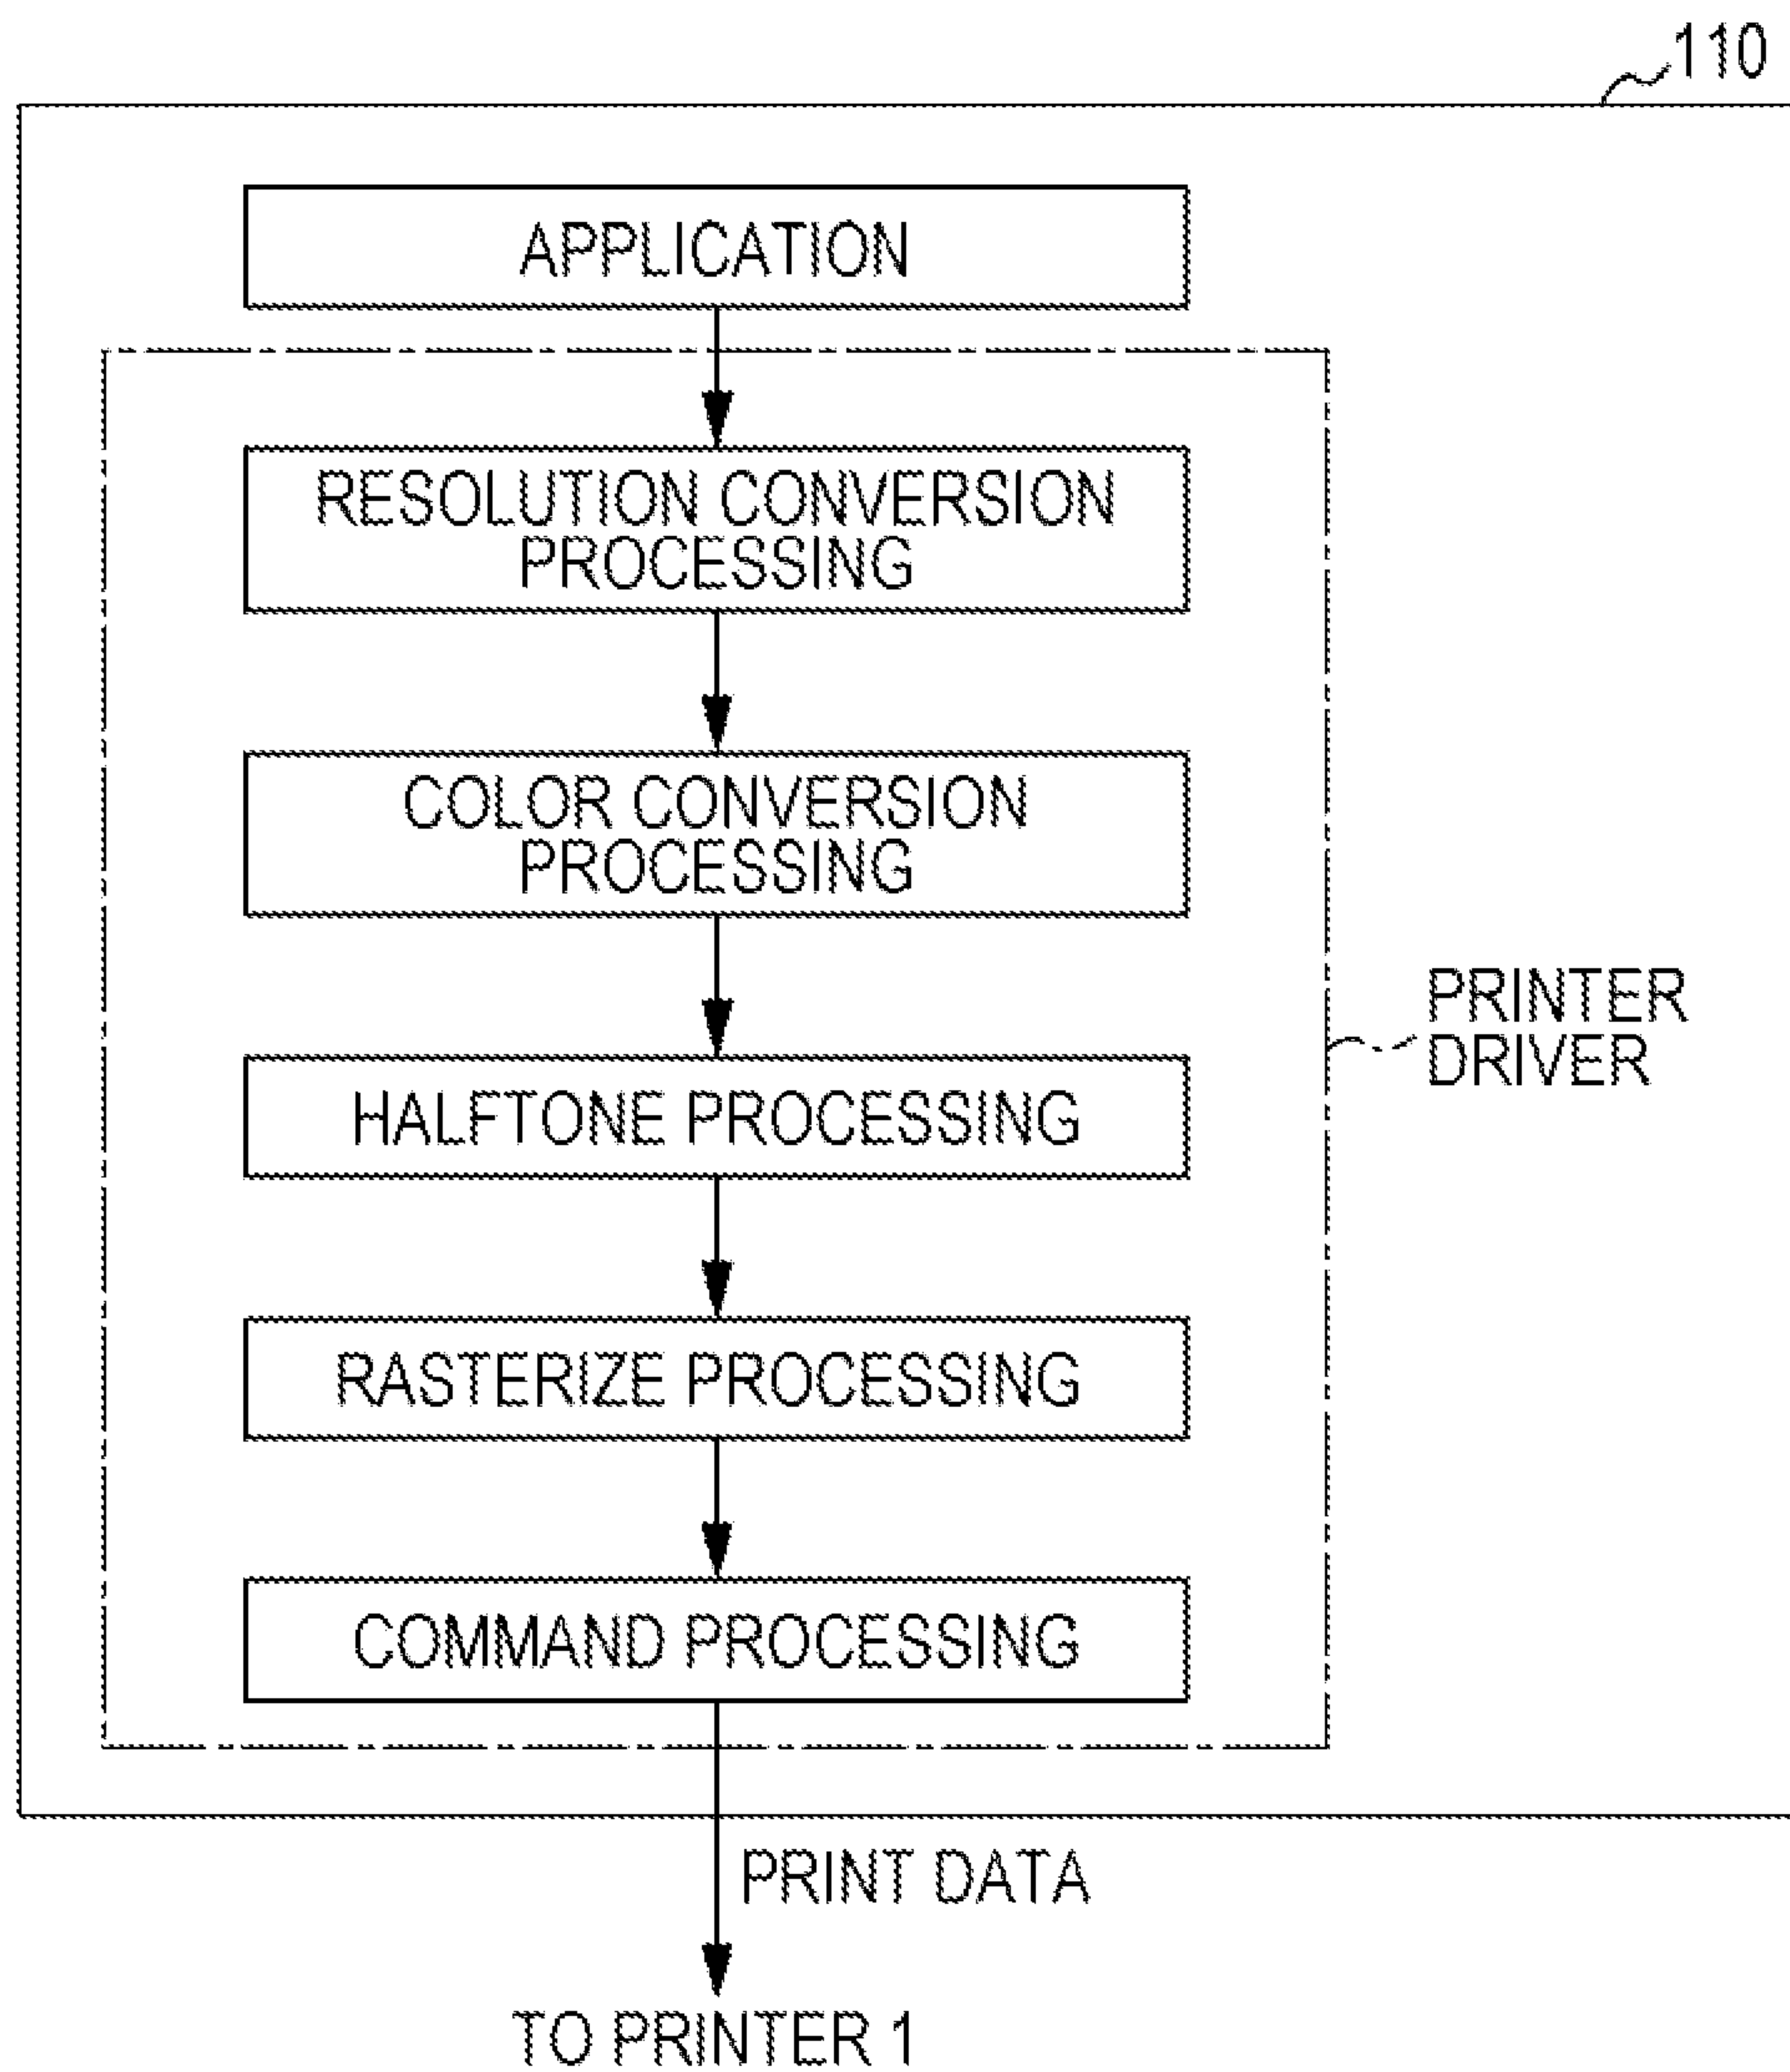 110
APPLICATION
RESOLUTION CONVERSION
PROCESSING
COLOR CONVERSION
PROCESSING
PRINTER
DRIVER
HALFTONE PROCESSING
RASTERIZE PROCESSING
COMMAND PROCESSING
PRINT DATA
TO PRINTER 1